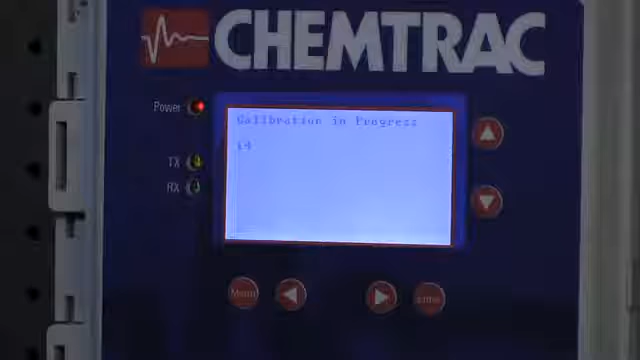 CHEMTRAC
Power
Calibration in Progress
14
TX
RX
Menu
Enter